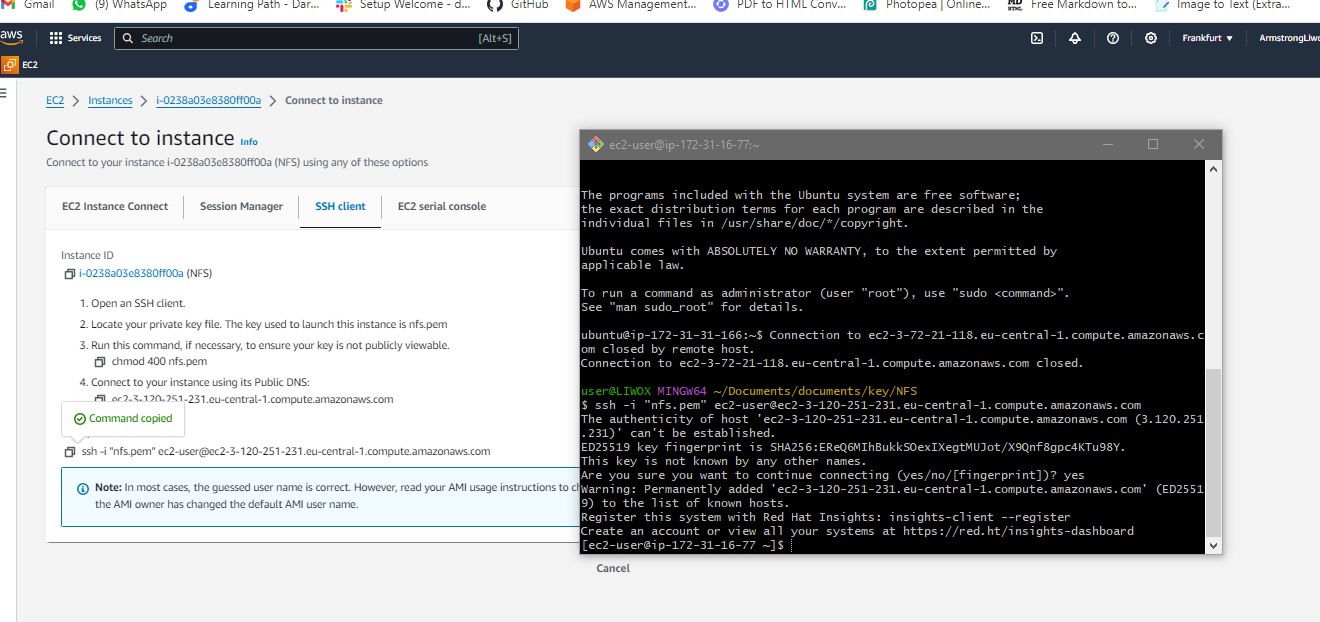 Gmail
(9) WhatsApp
Learning Path - Dar...
Setup Welcome - d...
GitHub
AWS Management...
PDF to HTML Conv...
Photopea | Online...
Free Markdown to...
Image to Text (Extra...
aws
Services
Search
[Alt+S]
Frankfurt ▼
ArmstrongLiwo
EC2
EC2 > Instances > i-0238a03e8380ff00a > Connect to instance
Connect to instance Info
Connect to your instance i-0238a03e8380ff00a (NFS) using any of these options
EC2 Instance Connect
Session Manager
SSH client
EC2 serial console
Instance ID
i-0238a03e8380ff00a (NFS)
1. Open an SSH client.
2. Locate your private key file. The key used to launch this instance is nfs.pem
3. Run this command, if necessary, to ensure your key is not publicly viewable.
chmod 400 nfs.pem
4. Connect to your instance using its Public DNS:
ec2-3-120-251-231.eu-central-1.compute.amazonaws.com
Command copied
ssh -i "nfs.pem" ec2-user@ec2-3-120-251-231.eu-central-1.compute.amazonaws.com
Note: In most cases, the guessed user name is correct. However, read your AMI usage instructions to
the AMI owner has changed the default AMI user name.
Cancel
ec2-user@ip-172-31-16-77:~
The programs included with the Ubuntu system are free software;
the exact distribution terms for each program are described in the
individual files in /usr/share/doc/*/copyright.
Ubuntu comes with ABSOLUTELY NO WARRANTY, to the extent permitted by
applicable law.
To run a command as administrator (user "root"), use "sudo <command>".
See "man sudo_root" for details.
ubuntu@ip-172-31-31-166:~$ Connection to ec2-3-72-21-118.eu-central-1.compute.amazonaws.c
om closed by remote host.
Connection to ec2-3-72-21-118.eu-central-1.compute.amazonaws.com closed.
user@LIWOX MINGW64 ~/Documents/documents/key/NFS
$ ssh -i "nfs.pem" ec2-user@ec2-3-120-251-231.eu-central-1.compute.amazonaws.com
The authenticity of host 'ec2-3-120-251-231.eu-central-1.compute.amazonaws.com (3.120.251
.231)' can't be established.
ED25519 key fingerprint is SHA256:EReQ6MIhBukkSOexIXegtMUJot/X9Qnf8gpc4KTu98Y.
This key is not known by any other names.
Are you sure you want to continue connecting (yes/no/[fingerprint])? yes
Warning: Permanently added 'ec2-3-120-251-231.eu-central-1.compute.amazonaws.com' (ED2551
9) to the list of known hosts.
Register this system with Red Hat Insights: insights-client --register
Create an account or view all your systems at https://red.ht/insights-dashboard
[ec2-user@ip-172-31-16-77 ~]$